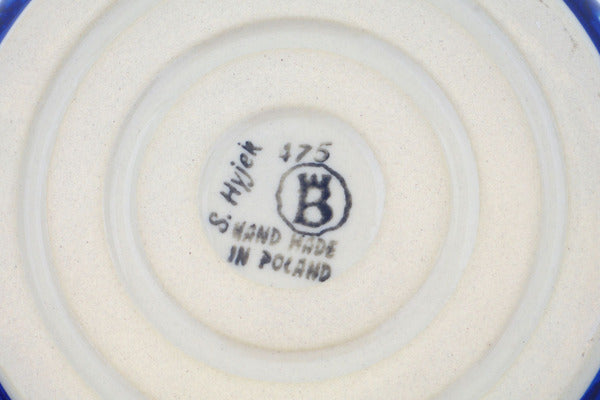 S. Hyjek
175
B
HAND MADE
IN POLAND